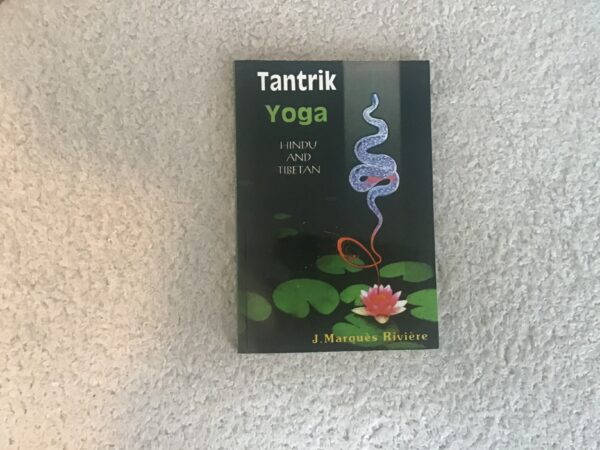 Tantrik
Yoga
HINDU
AND
TIBETAN
J.Marquès Rivière